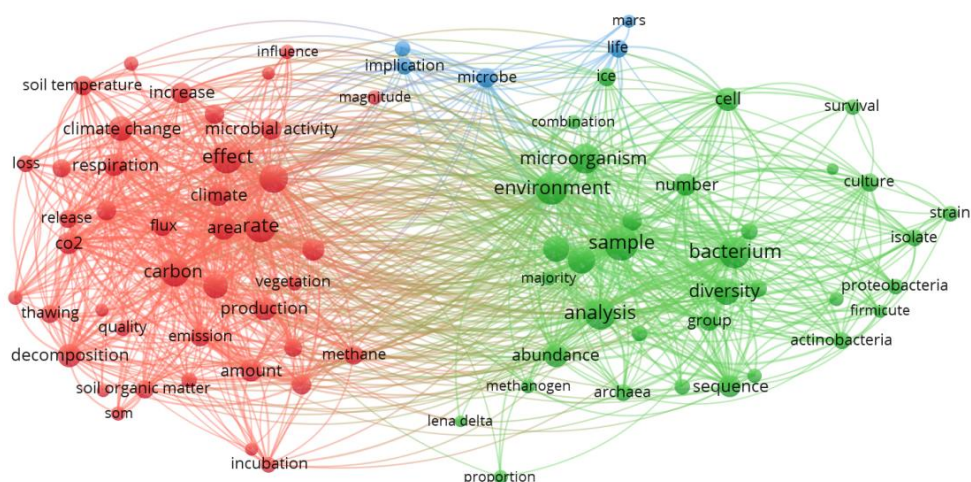 mars
influence
life
implication
soil temperature
microbe
ice
increase
magnitude
cell
survival
combination
climate change
microbial activity
effect
microorganism
loss
respiration
environment
number
culture
climate
release
flux
area
rate
strain
co2
sample
isolate
bacterium
carbon
majority
vegetation
proteobacteria
diversity
production
thawing
analysis
firmicute
quality
group
emission
actinobacteria
decomposition
methane
abundance
amount
soil organic matter
methanogen
archaea
sequence
som
lena delta
incubation
proportion